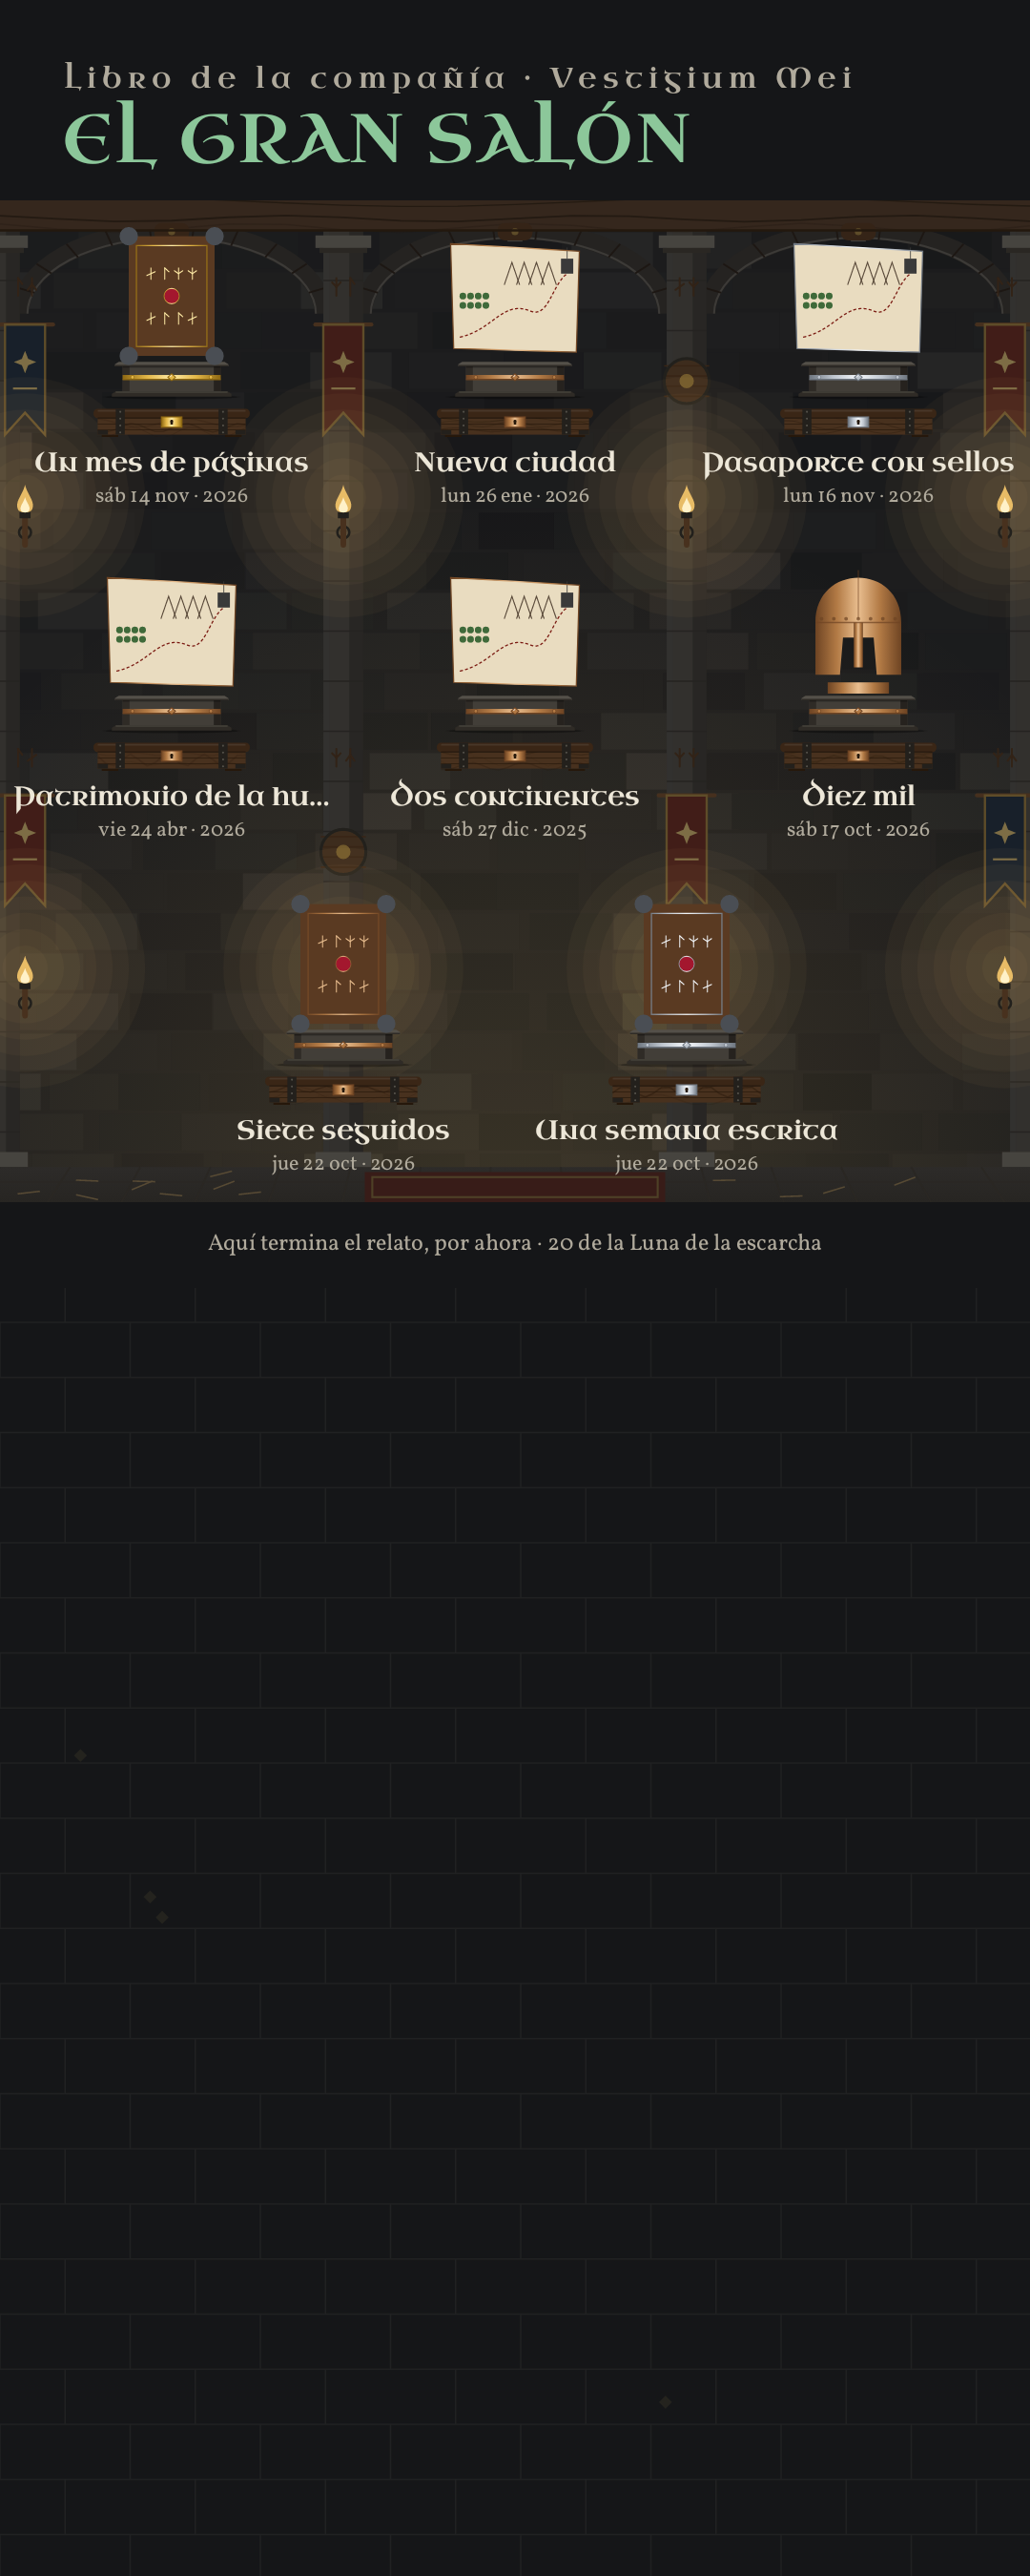 Libro de la compañía · Vestigium Mei
El Gran Salón
Un mes de páginas
sáb 14 nov · 2026
Nueva ciudad
lun 26 ene · 2026
Pasaporte con sellos
lun 16 nov · 2026
Patrimonio de la hu...
vie 24 abr · 2026
Dos continentes
sáb 27 dic · 2025
Diez mil
sáb 17 oct · 2026
Siete seguidos
jue 22 oct · 2026
Una semana escrita
jue 22 oct · 2026
Aquí termina el relato, por ahora · 20 de la Luna de la escarcha